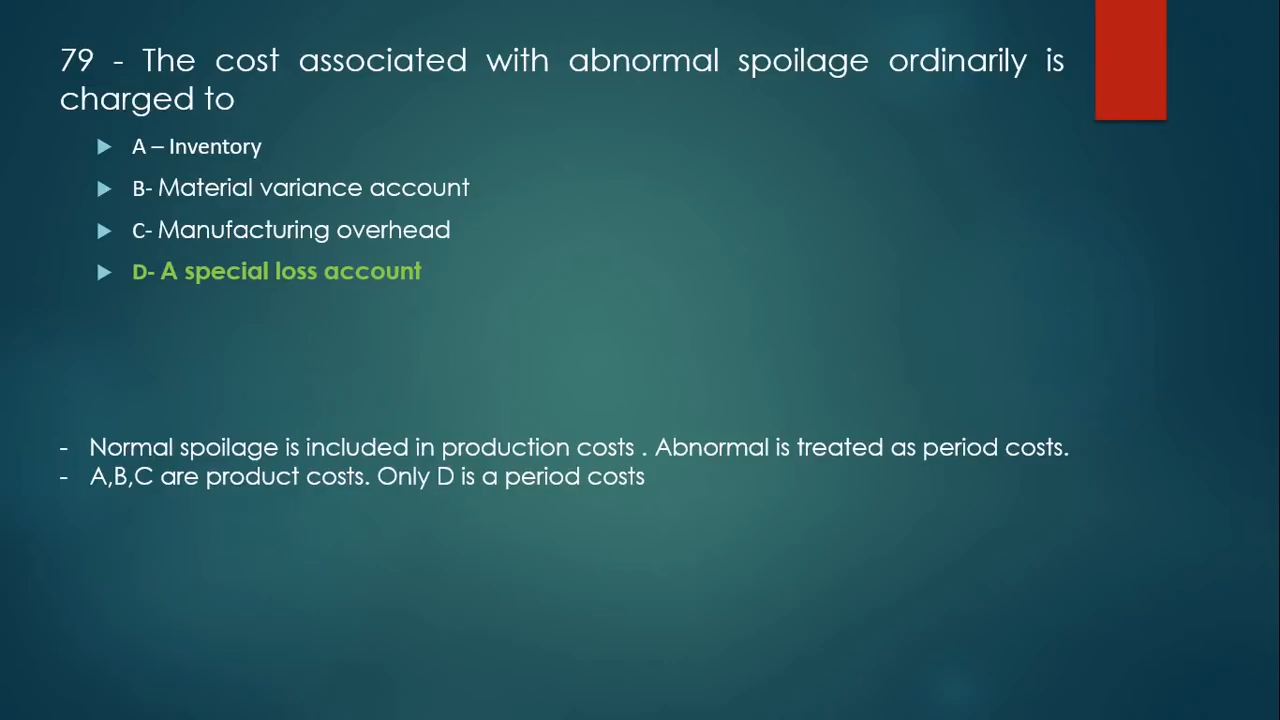 79 - The cost associated with abnormal spoilage ordinarily is
charged to
A – Inventory
B- Material variance account
C- Manufacturing overhead
D- A special loss account
- Normal spoilage is included in production costs . Abnormal is treated as period costs.
- A,B,C are product costs. Only D is a period costs